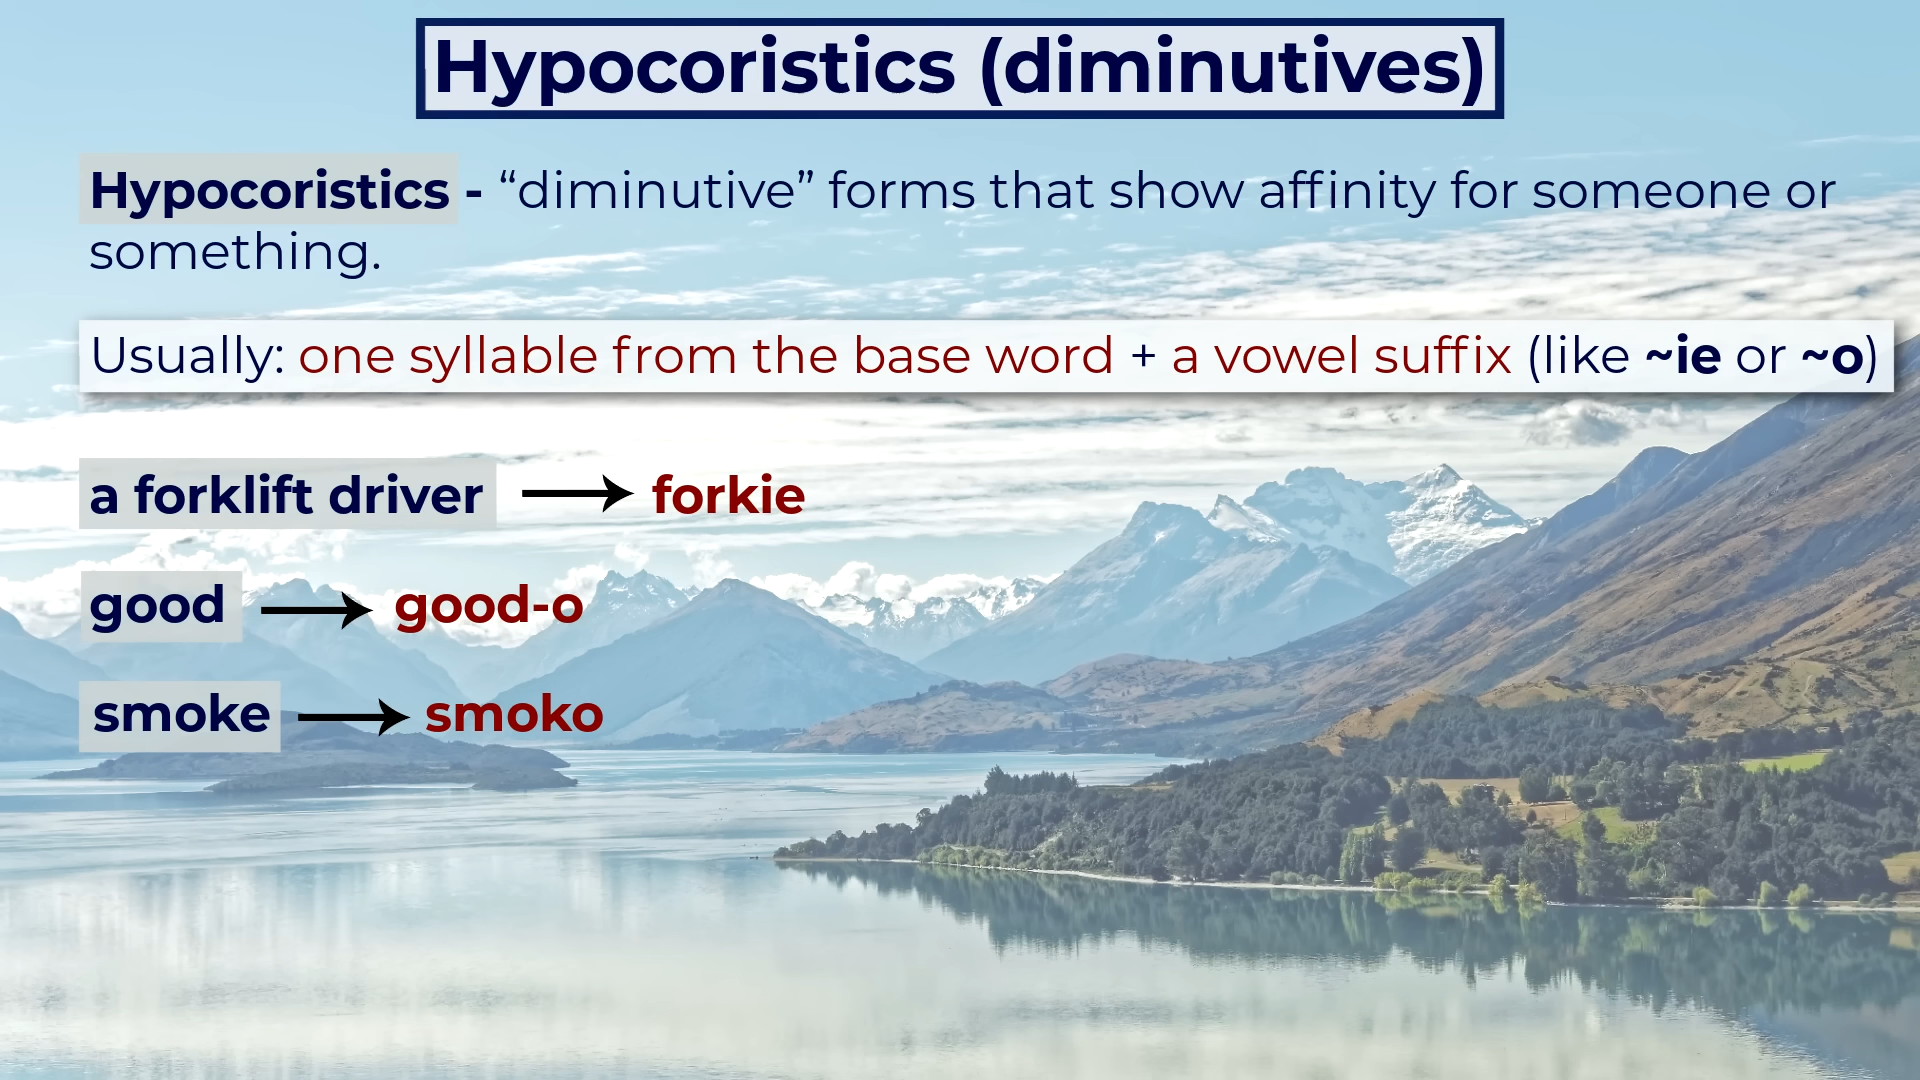 Hypocoristics (diminutives)
Hypocoristics - “diminutive” forms that show affinity for someone or
something.
Usually: one syllable from the base word + a vowel suffix (like ~ie or ~o)
a forklift driver → forkie
good → good-o
smoke → smoko